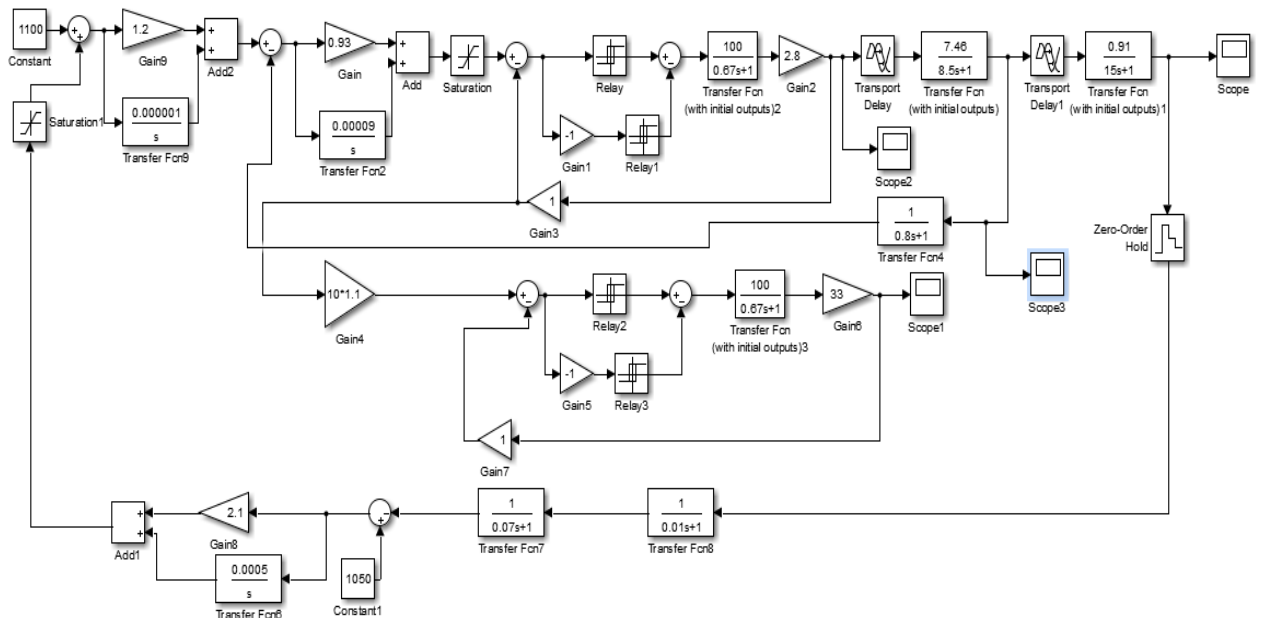 1100
Constant
+
+
1.2
Gain9
+
+
Add2
+
-
0.93
Gain
+
+
Add
Saturation
+
-
Relay
+
-
100
0.67s+1
Transfer Fcn
(with initial outputs)2
2.8
Gain2
Transport
Delay
7.46
8.5s+1
Transfer Fcn
(with initial outputs)
Transport
Delay1
0.91
15s+1
Transfer Fcn
(with initial outputs)1
Scope
Saturation1
0.000001
s
Transfer Fcn9
0.00009
s
Transfer Fcn2
-1
Gain1
Relay1
Scope2
1
Gain3
1
0.8s+1
Transfer Fcn4
Zero-Order
Hold
Scope3
10*1.1
Gain4
+
-
Relay2
+
-
100
0.67s+1
Transfer Fcn
(with initial outputs)3
33
Gain6
Scope1
-1
Gain5
Relay3
1
Gain7
+
+
Add1
2.1
Gain8
-
+
1
0.07s+1
Transfer Fcn7
1
0.01s+1
Transfer Fcn8
0.0005
s
Transfer Fcn6
1050
Constant1